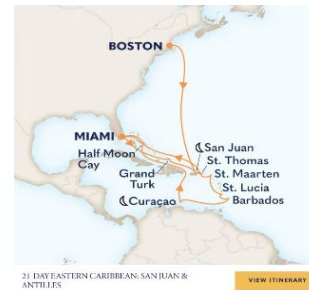 BOSTON
MIAMI
Half Moon
Cay
Grand
Turk
San Juan
St. Thomas
St. Maarten
St. Lucia
Barbados
Curaçao
21 DAY EASTERN CARIBBEAN: SAN JUAN &
ANTILLES
VIEW ITINERARY